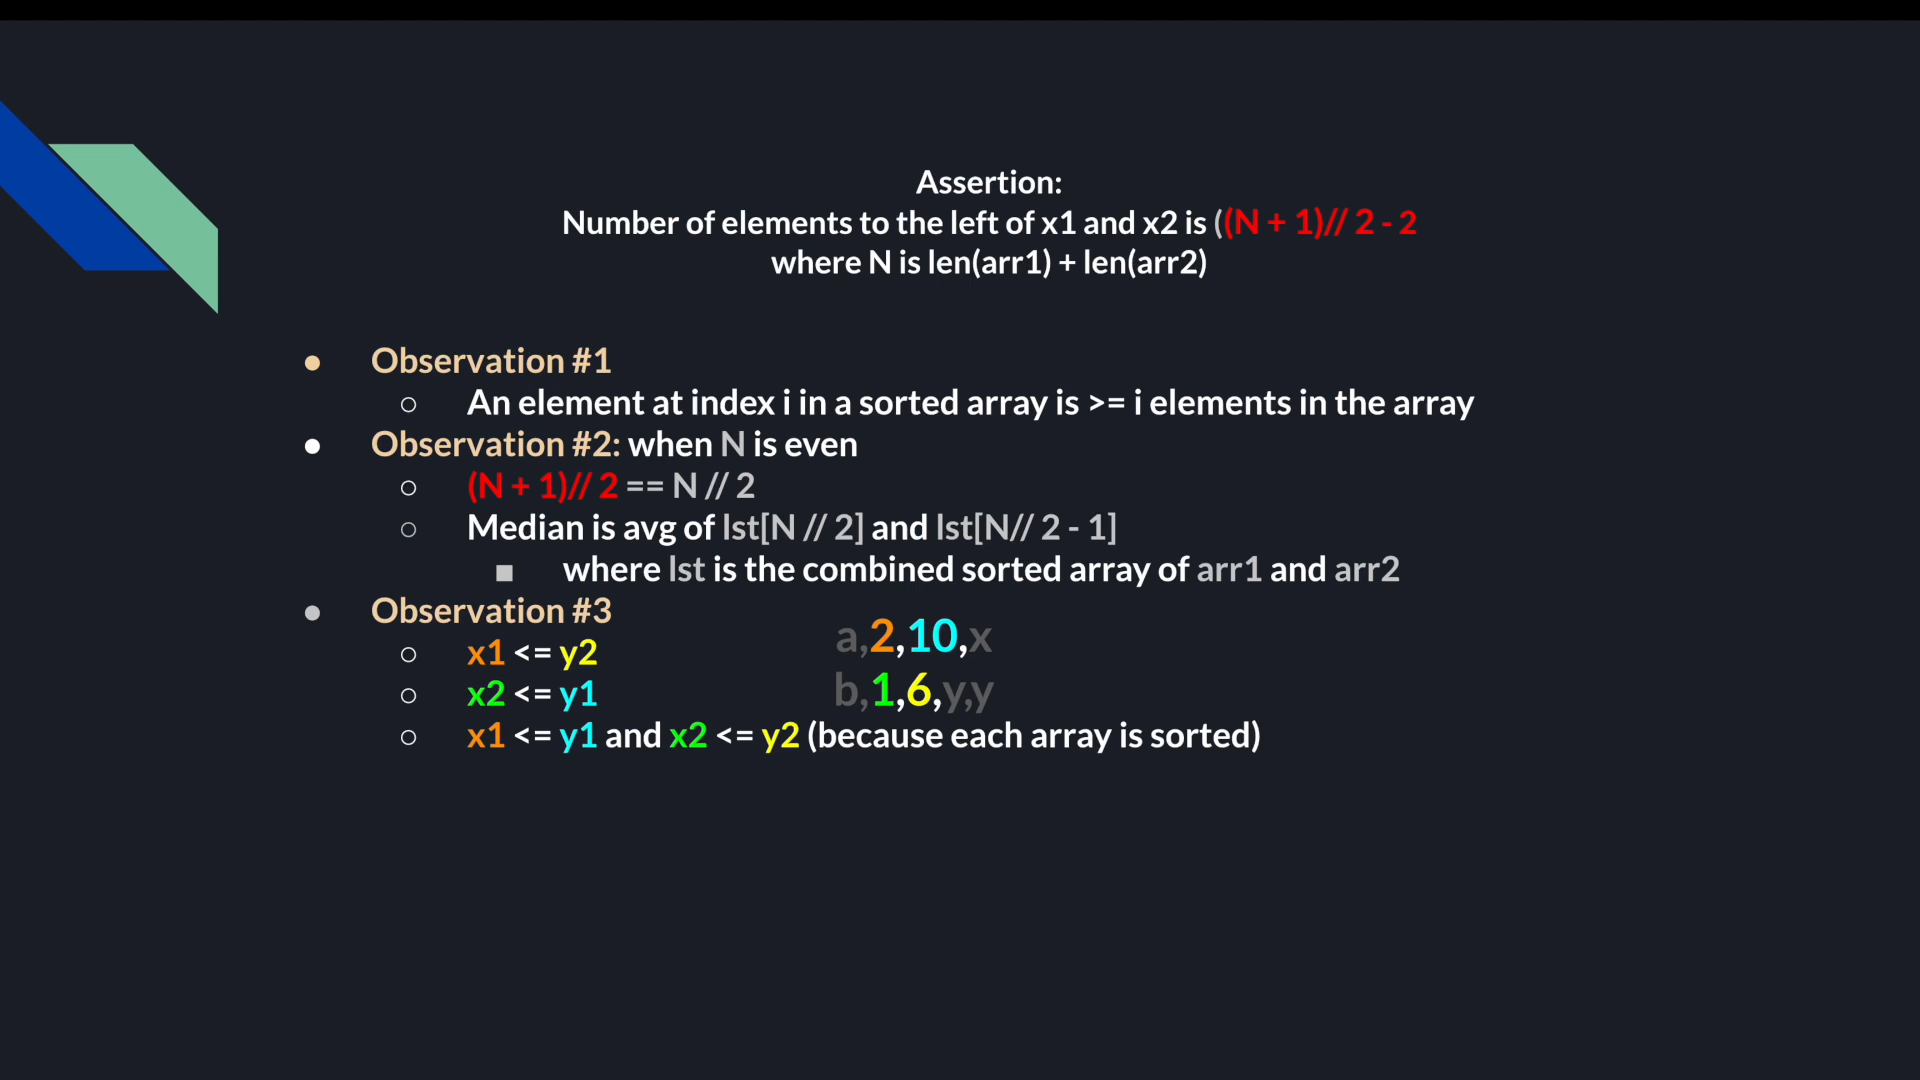 Assertion:
Number of elements to the left of x1 and x2 is ((N + 1)// 2 - 2
where N is len(arr1) + len(arr2)
● Observation #1
○ An element at index i in a sorted array is >= i elements in the array
● Observation #2: when N is even
○ (N + 1)// 2 == N // 2
○ Median is avg of lst[N // 2] and lst[N// 2 - 1]
■ where lst is the combined sorted array of arr1 and arr2
● Observation #3
a,2,10,x
○ x1 <= y2
b,1,6,y,y
○ x2 <= y1
○ x1 <= y1 and x2 <= y2 (because each array is sorted)